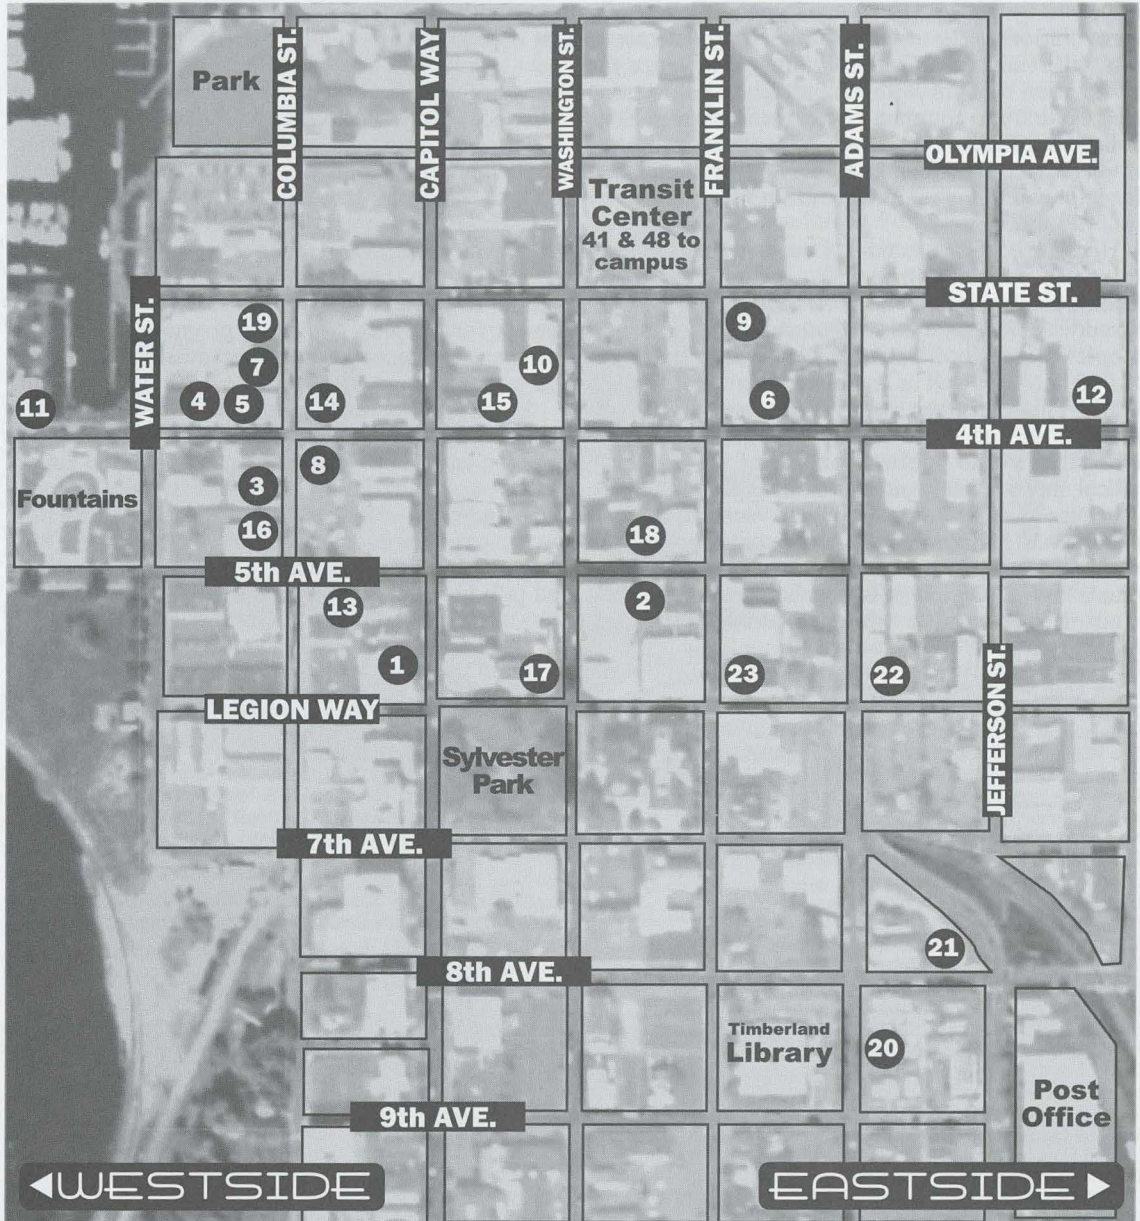 COLUMBIA ST.
CAPITOL WAY
WASHINGTON ST.
FRANKLIN ST.
ADAMS ST.
Park
OLYMPIA AVE.
Transit
Center
41 & 48 to
campus
WATER ST.
STATE ST.
19
9
7
10
11
4
5
14
15
6
12
4th AVE.
8
3
Fountains
16
18
5th AVE.
13
2
1
17
23
22
JEFFERSON ST.
LEGION WAY
Sylvester
Park
7th AVE.
21
8th AVE.
Timberland
Library
20
Post
Office
9th AVE.
WESTSIDE
EASTSIDE